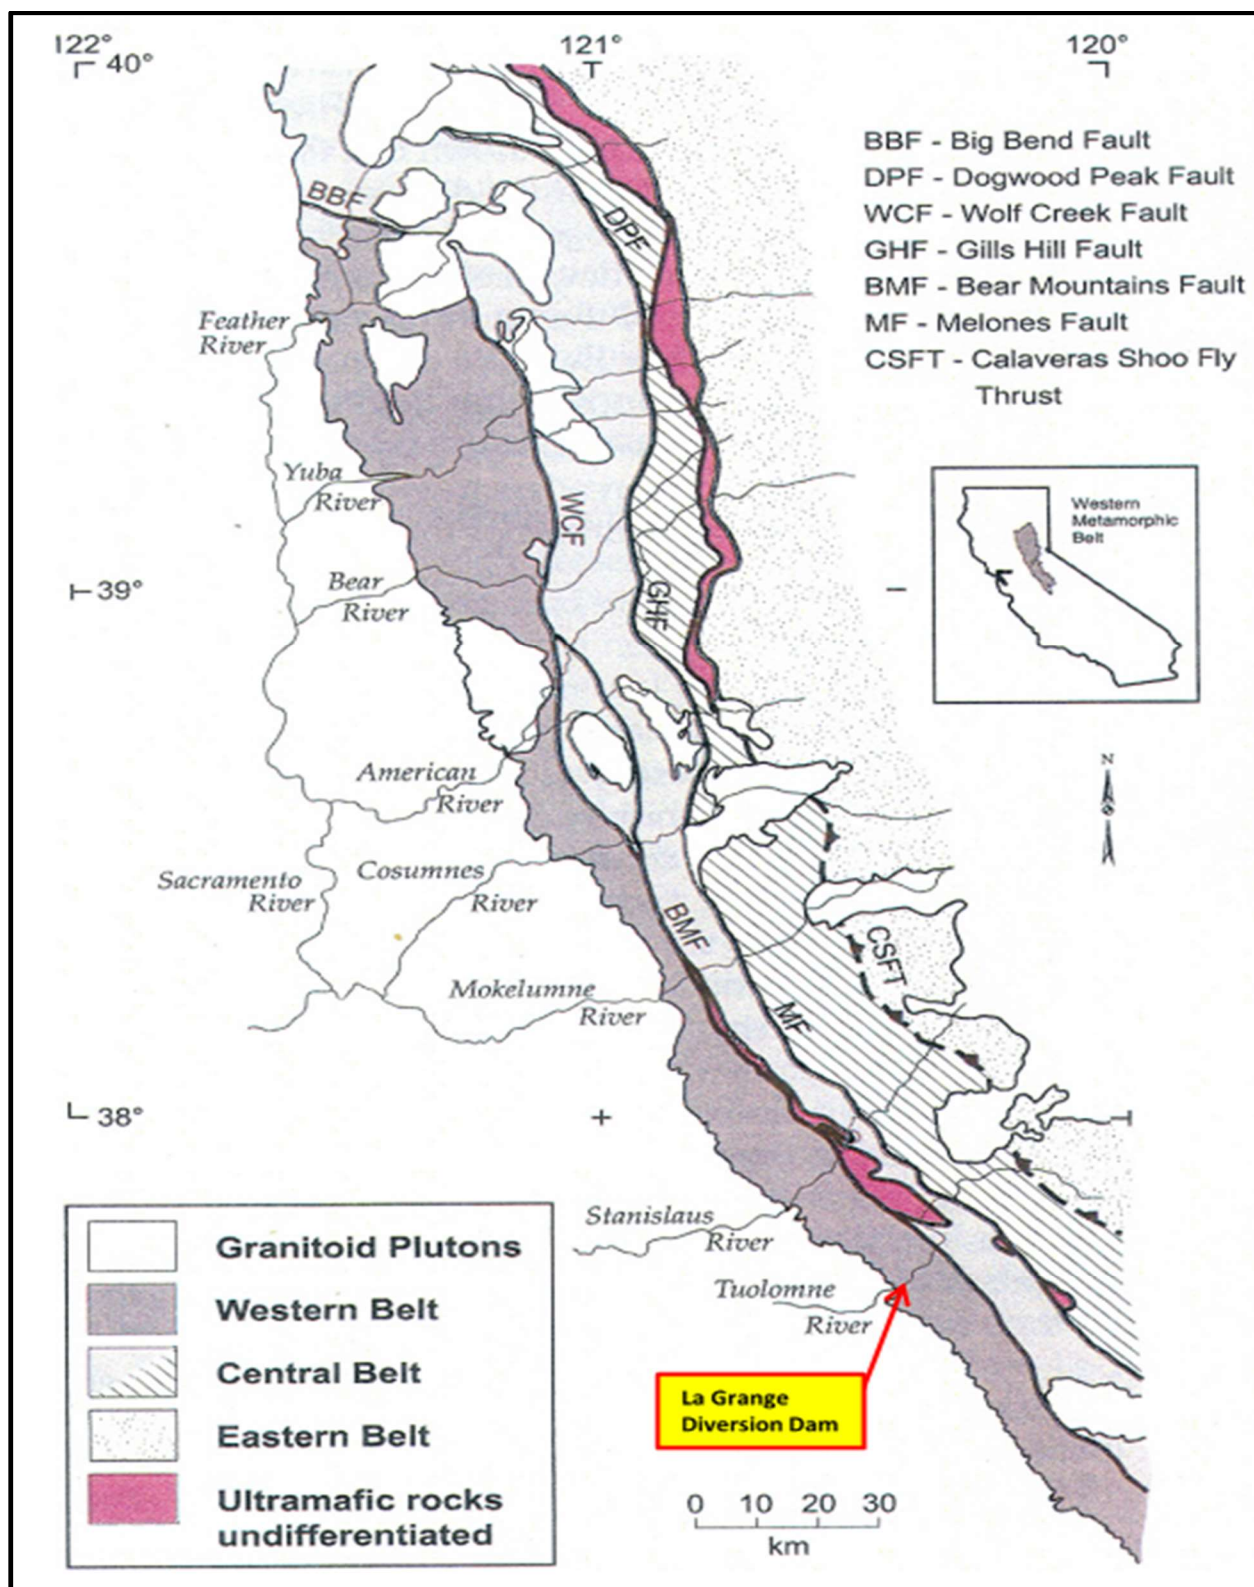 122°
121°
120°
40°
BBF - Big Bend Fault
DPF - Dogwood Peak Fault
WCF - Wolf Creek Fault
GHF - Gills Hill Fault
BMF - Bear Mountains Fault
MF - Melones Fault
CSFT - Calaveras Shoo Fly
Thrust
BBF
DPF
Feather
River
Yuba
River
WCF
Western
Metamorphic
Belt
39°
Bear
River
GHF
American
River
N
Sacramento
River
Cosumnes
River
BMF
CSFT
Mokelumne
River
MF
38°
Stanislaus
River
Tuolomne
River
La Grange
Diversion Dam
Granitoid Plutons
Western Belt
Central Belt
Eastern Belt
Ultramafic rocks
undifferentiated
0 10 20 30
km